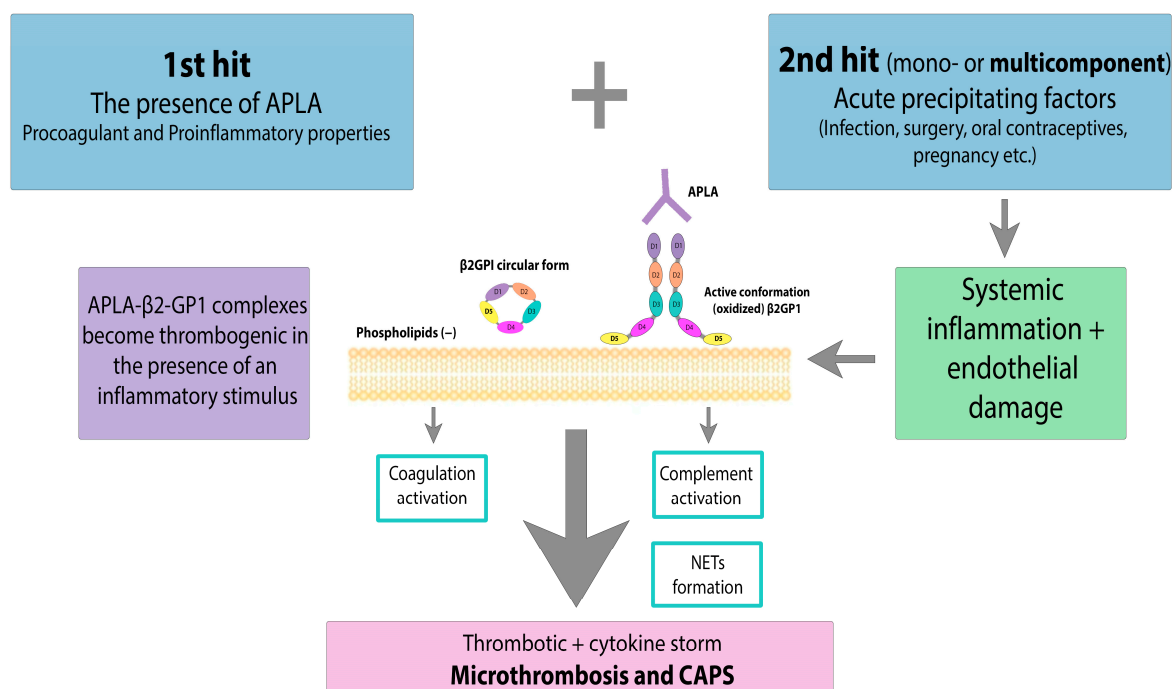 1st hit
The presence of APLA
Procoagulant and Proinflammatory properties
2nd hit (mono- or multicomponent)
Acute precipitating factors
(Infection, surgery, oral contraceptives,
pregnancy etc.)
APLA
D1
D1
D2
D2
D3
D3
D4
D4
D5
D5
β2GPI circular form
D1
D2
D3
D4
D5
Active conformation
(oxidized) β2GP1
Phospholipids (–)
APLA-β2-GP1 complexes
become thrombogenic in
the presence of an
inflammatory stimulus
Systemic
inflammation +
endothelial
damage
Coagulation
activation
Complement
activation
NETs
formation
Thrombotic + cytokine storm
Microthrombosis and CAPS